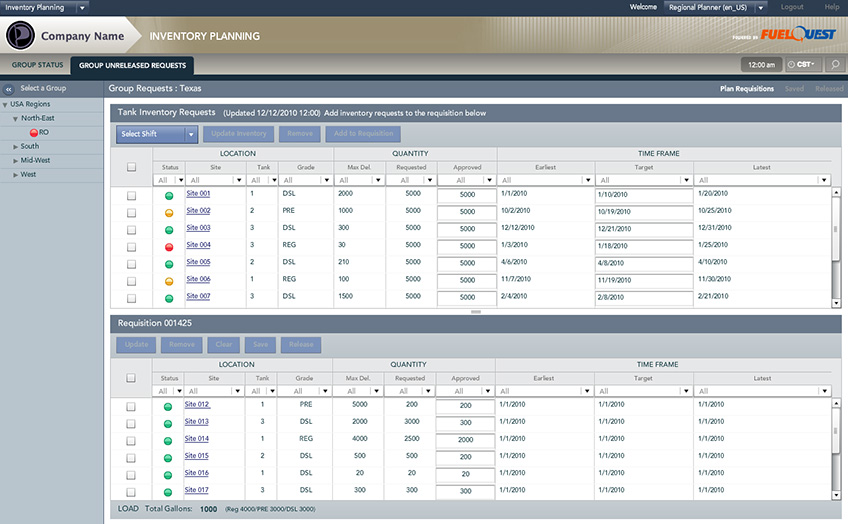 Inventory Planning Welcome Regional Planner (en_US) Logout Help
P Company Name INVENTORY PLANNING POWERED BY FUELQUEST
GROUP STATUS GROUP UNRELEASED REQUESTS 12:00 am CST
Select a Group Group Requests : Texas Plan Requisitions Saved Released
USA Regions
North-East
RO
South
Mid-West
West
Tank Inventory Requests (Updated 12/12/2010 12:00) Add inventory requests to the requisition below
Select Shift Update Inventory Remove Add to Requisition
LOCATION QUANTITY TIME FRAME
Status Site Tank Grade Max Del. Requested Approved Earliest Target Latest
All All All All All All All All All All
Site 001 1 DSL 2000 5000 5000 1/1/2010 1/10/2010 1/20/2010
Site 002 2 PRE 1000 5000 5000 10/2/2010 10/19/2010 10/25/2010
Site 003 3 DSL 300 5000 5000 12/12/2010 12/21/2010 12/31/2010
Site 004 3 REG 30 5000 5000 1/3/2010 1/18/2010 1/25/2010
Site 005 2 DSL 210 5000 5000 4/6/2010 4/8/2010 4/10/2010
Site 006 1 REG 100 5000 5000 11/7/2010 11/19/2010 11/30/2010
Site 007 3 DSL 1500 5000 5000 2/4/2010 2/8/2010 2/21/2010
Requisition 001425
Update Remove Clear Save Release
LOCATION QUANTITY TIME FRAME
Status Site Tank Grade Max Del. Requested Approved Earliest Target Latest
All All All All All All All All All All
Site 012 1 PRE 5000 200 200 1/1/2010 1/1/2010 1/1/2010
Site 013 3 DSL 2000 3000 300 1/1/2010 1/1/2010 1/1/2010
Site 014 1 REG 4000 2500 2000 1/1/2010 1/1/2010 1/1/2010
Site 015 2 DSL 500 500 200 1/1/2010 1/1/2010 1/1/2010
Site 016 1 DSL 20 20 20 1/1/2010 1/1/2010 1/1/2010
Site 017 3 DSL 300 300 300 1/1/2010 1/1/2010 1/1/2010
LOAD Total Gallons: 1000 (Reg 4000/PRE 3000/DSL 3000)